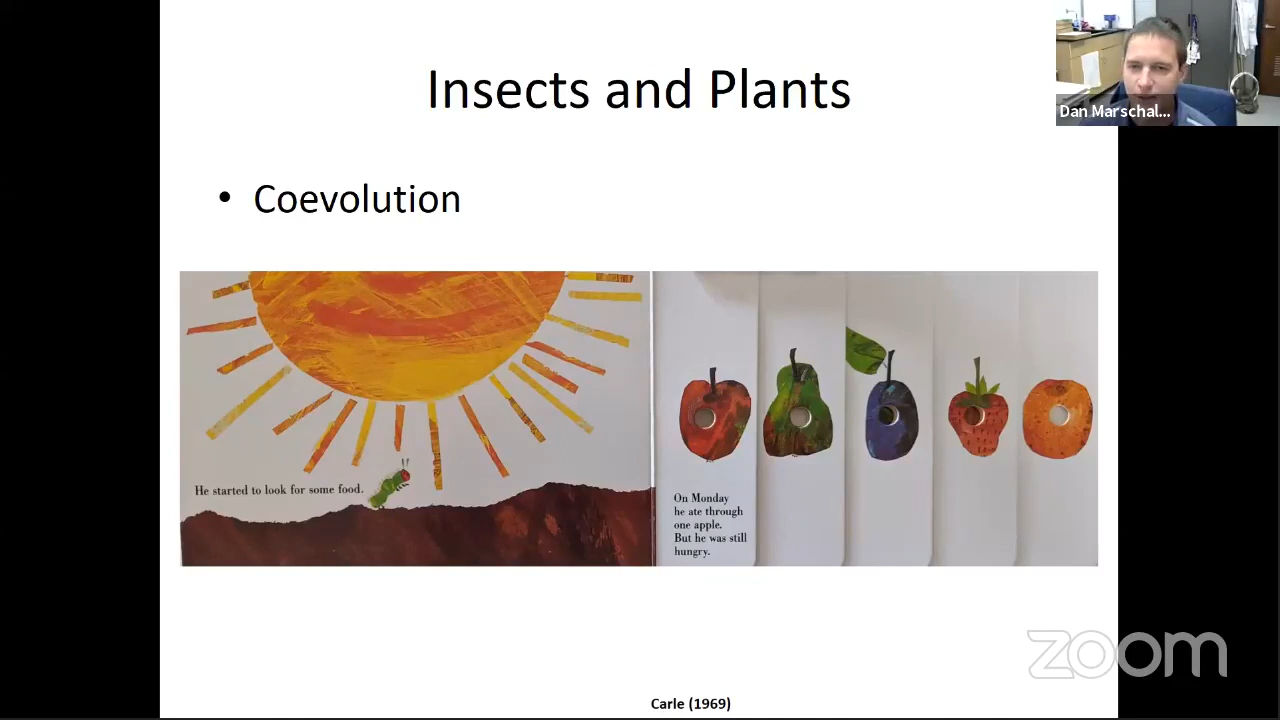 Insects and Plants
Dan Marschal...
• Coevolution
He started to look for some food.
On Monday
he ate through
one apple.
But he was still
hungry.
zoom
Carle (1969)